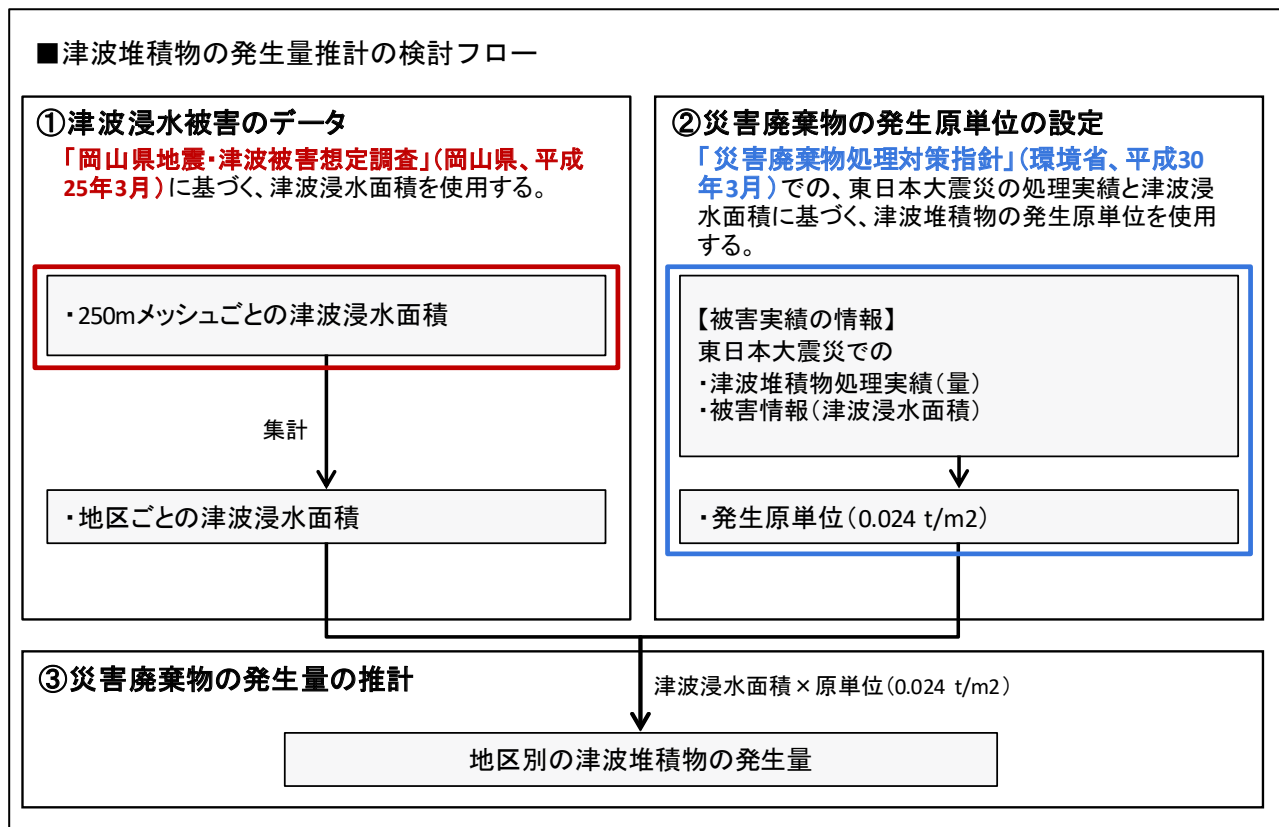 ■津波堆積物の発生量推計の検討フロー
①津波浸水被害のデータ
「岡山県地震・津波被害想定調査」(岡山県、平成
25年3月)に基づく、津波浸水面積を使用する。
・250mメッシュごとの津波浸水面積
集計
・地区ごとの津波浸水面積
②災害廃棄物の発生原単位の設定
「災害廃棄物処理対策指針」(環境省、平成30
年3月)での、東日本大震災の処理実績と津波浸
水面積に基づく、津波堆積物の発生原単位を使用
する。
【被害実績の情報】
東日本大震災での
・津波堆積物処理実績(量)
・被害情報(津波浸水面積)
・発生原単位(0.024 t/m2)
③災害廃棄物の発生量の推計
津波浸水面積×原単位(0.024 t/m2)
地区別の津波堆積物の発生量